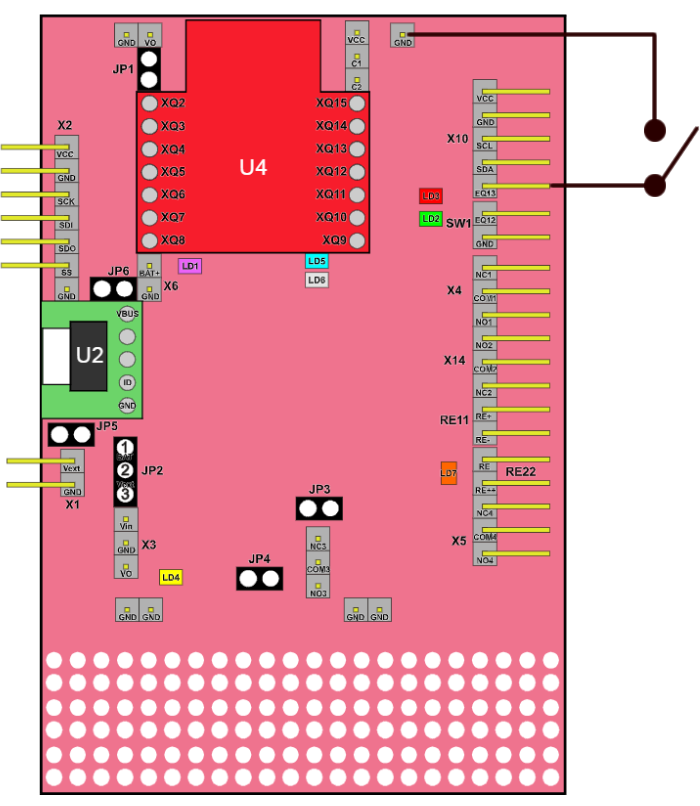 GND
VO
VCC
GND
JP1
C1
C2
VCC
XQ2
XQ15
GND
X2
XQ3
XQ14
X10
SCL
XQ4
XQ13
VCC
U4
SDA
XQ5
XQ12
GND
EQ13
XQ6
XQ11
LD3
SCK
XQ7
XQ10
LD2
SW1
EQ12
SDI
XQ8
XQ9
GND
SDO
LD1
LD5
SS
JP6
BAT+
LD6
NC1
X6
GND
GND
X4
COM1
VBUS
NO1
U2
NO2
X14
COM2
ID
NC2
GND
RE11
RE+
JP5
RE-
1
BAT
Vext
2
JP2
LD7
RE
RE22
Vext
GND
3
JP3
RE++
X1
NC4
Vin
X5
COM4
GND
X3
NC3
NO4
JP4
COM3
VO
LD4
NO3
GND
GND
GND
GND